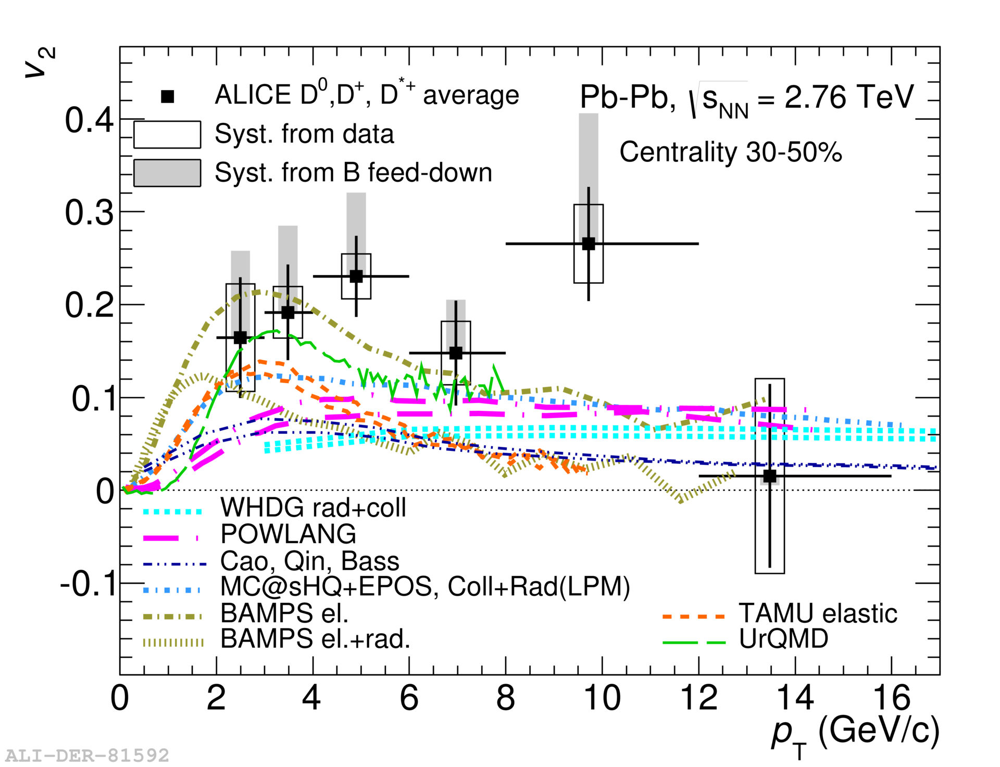 v2
ALICE D0,D+, D*+ average
Syst. from data
Syst. from B feed-down
Pb-Pb, √sNN = 2.76 TeV
Centrality 30-50%
0.4
0.3
0.2
0.1
0
-0.1
WHDG rad+coll
POWLANG
Cao, Qin, Bass
MC@sHQ+EPOS, Coll+Rad(LPM)
BAMPS el.
BAMPS el.+rad.
TAMU elastic
UrQMD
0 2 4 6 8 10 12 14 16
pT (GeV/c)
ALI-DER-81592